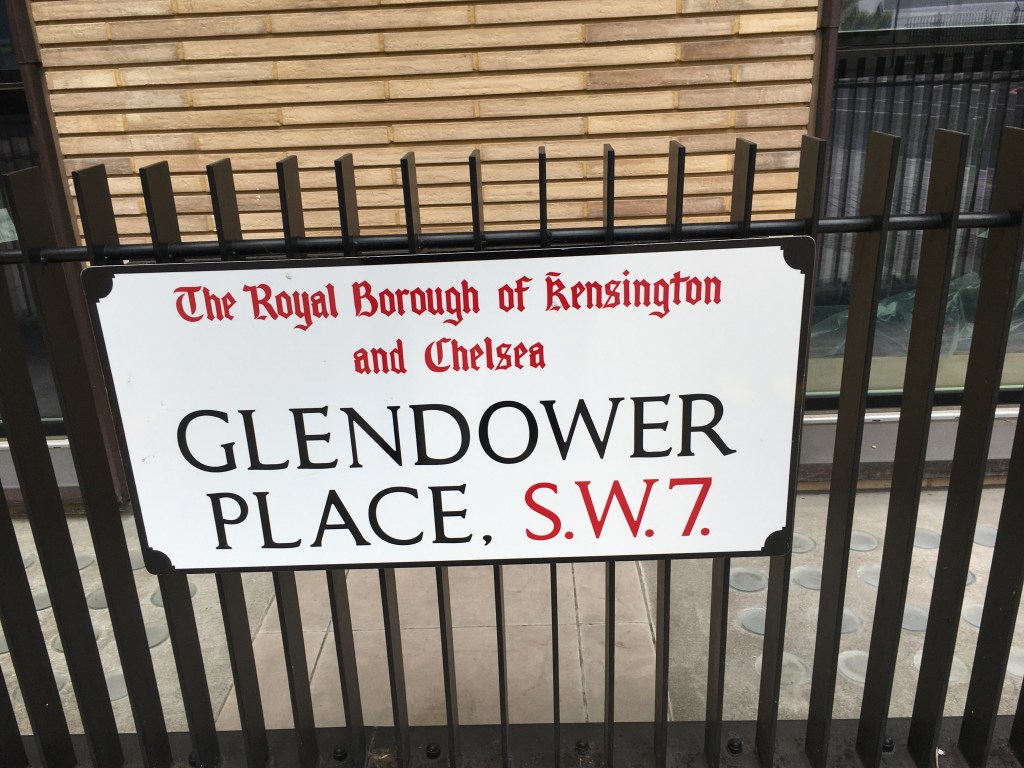 The Royal Borough of Kensington
and Chelsea
GLENDOWER
PLACE, S.W.7.